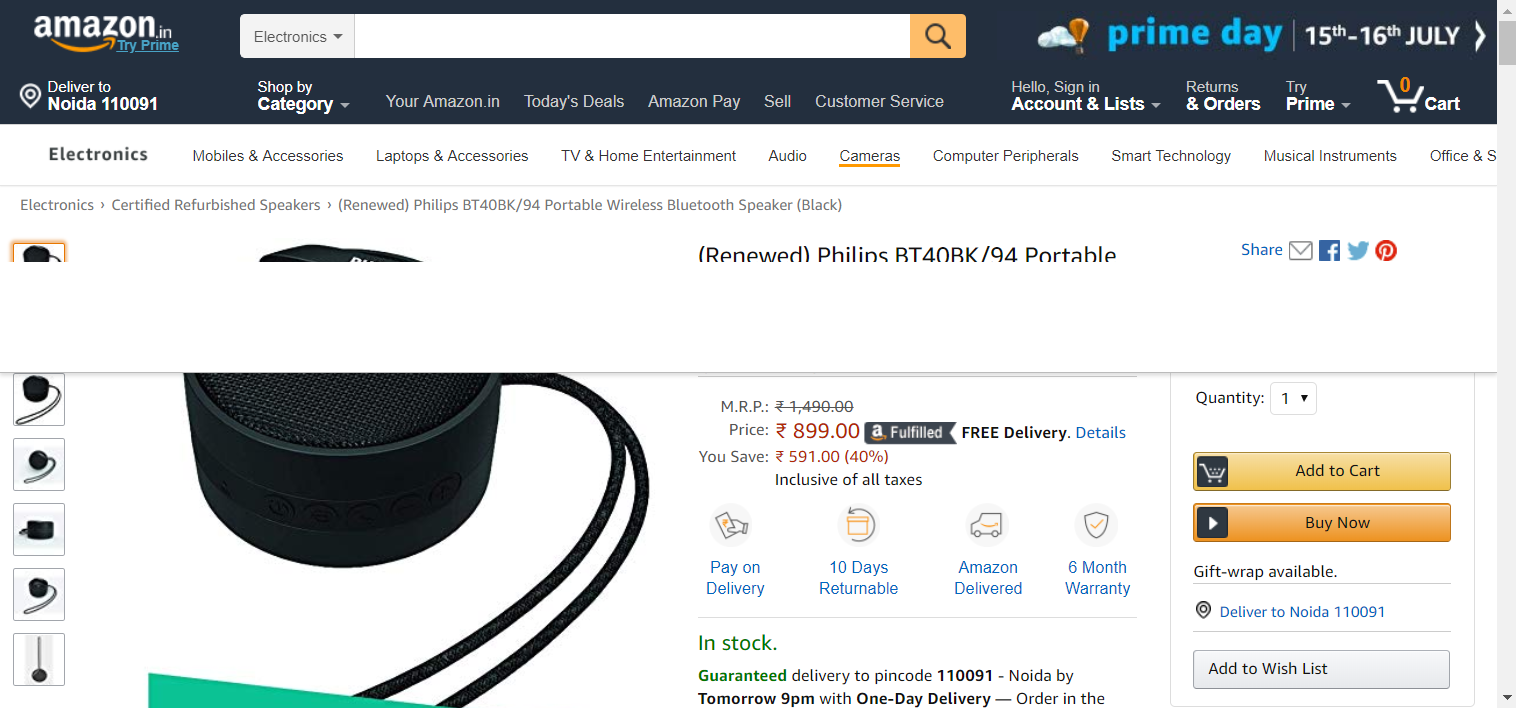 amazon.in
Try Prime
Electronics
prime day 15th-16th JULY
Deliver to
Noida 110091
Shop by
Category
Your Amazon.in Today's Deals Amazon Pay Sell Customer Service
Hello, Sign in
Account & Lists
Returns
& Orders
Try
Prime
0
Cart
Electronics Mobiles & Accessories Laptops & Accessories TV & Home Entertainment Audio Cameras Computer Peripherals Smart Technology Musical Instruments Office & S
Electronics › Certified Refurbished Speakers › (Renewed) Philips BT40BK/94 Portable Wireless Bluetooth Speaker (Black)
(Renewed) Philips BT40BK/94 Portable
Share
M.R.P.: ₹ 1,490.00
Price: ₹ 899.00 a Fulfilled FREE Delivery. Details
You Save: ₹ 591.00 (40%)
Inclusive of all taxes
Pay on
Delivery
10 Days
Returnable
Amazon
Delivered
6 Month
Warranty
In stock.
Guaranteed delivery to pincode 110091 - Noida by
Tomorrow 9pm with One-Day Delivery — Order in the
Quantity: 1
Add to Cart
Buy Now
Gift-wrap available.
Deliver to Noida 110091
Add to Wish List